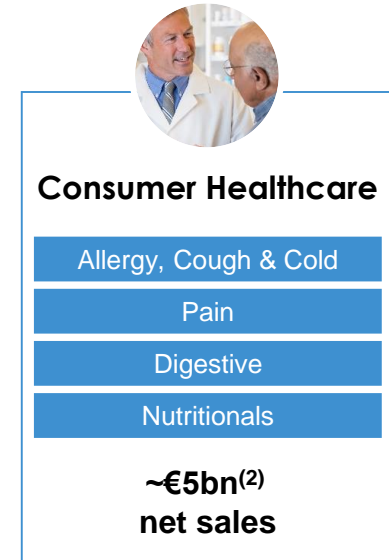 Consumer Healthcare
Allergy, Cough & Cold
Pain
Digestive
Nutritionals
~€5bn(2)
net sales